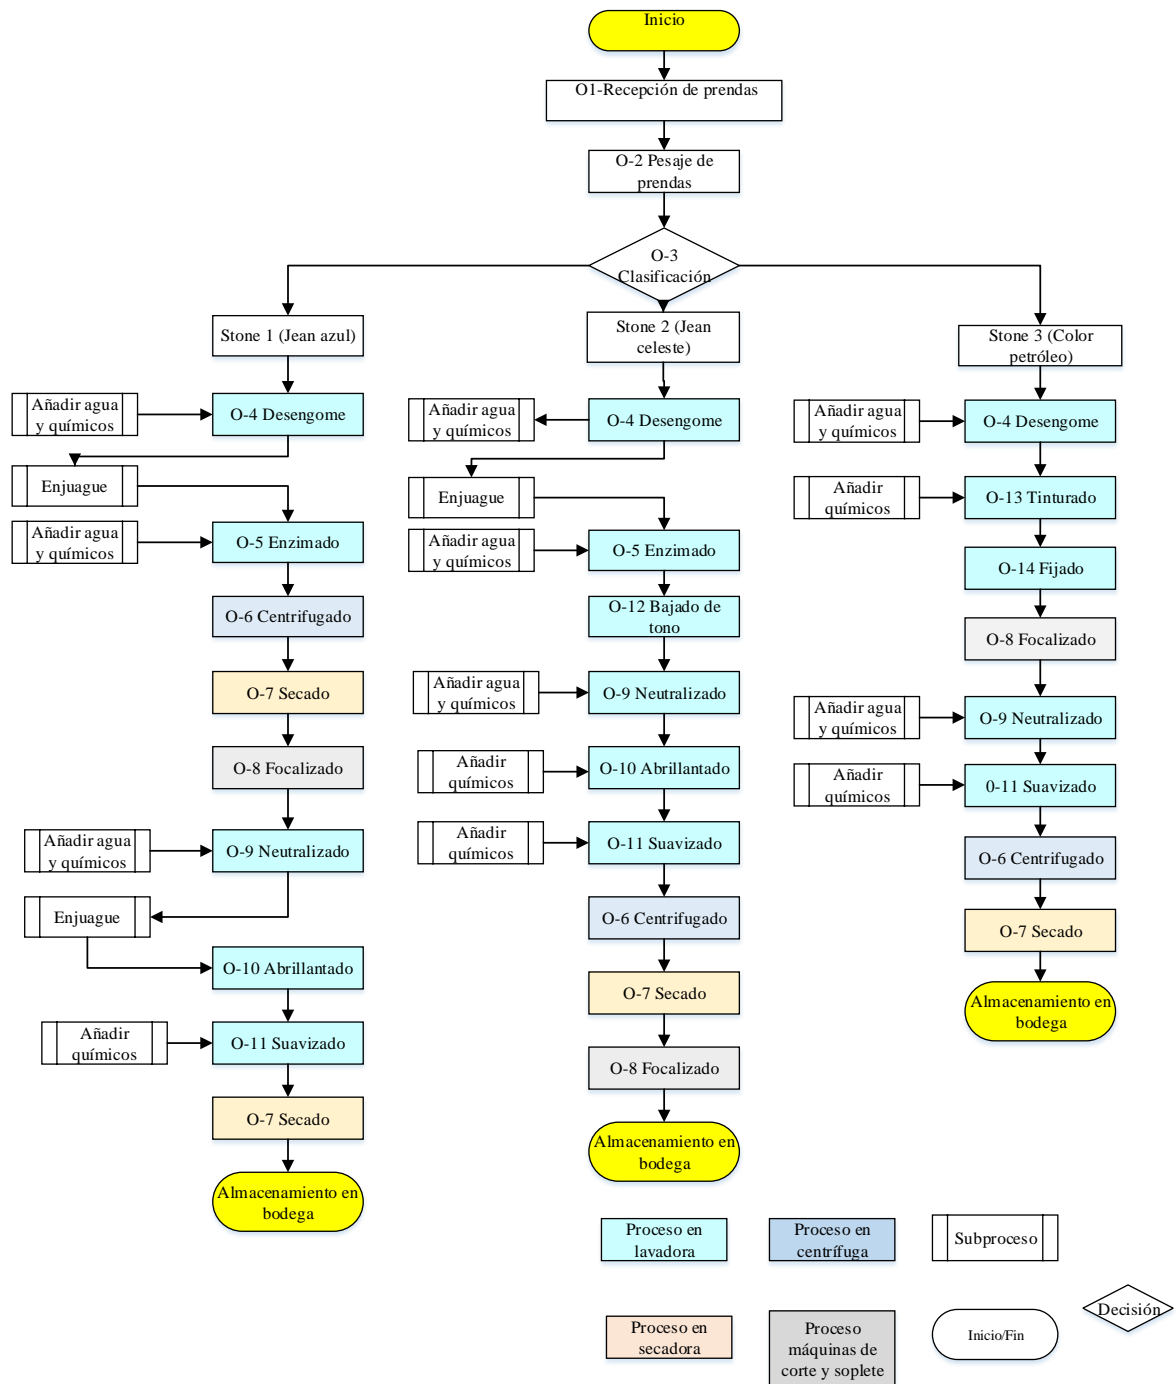 Inicio
O1-Recepción de prendas
O-2 Pesaje de
prendas
O-3
Clasificación
Stone 1 (Jean azul)
Añadir agua
y químicos
O-4 Desengome
Enjuague
Añadir agua
y químicos
O-5 Enzimado
O-6 Centrifugado
O-7 Secado
O-8 Focalizado
Añadir agua
y químicos
O-9 Neutralizado
Enjuague
O-10 Abrillantado
Añadir
químicos
O-11 Suavizado
O-7 Secado
Almacenamiento en
bodega
Stone 2 (Jean
celeste)
Añadir agua
y químicos
O-4 Desengome
Enjuague
Añadir agua
y químicos
O-5 Enzimado
O-12 Bajado de
tono
Añadir agua
y químicos
O-9 Neutralizado
Añadir
químicos
O-10 Abrillantado
Añadir
químicos
O-11 Suavizado
O-6 Centrifugado
O-7 Secado
O-8 Focalizado
Almacenamiento en
bodega
Stone 3 (Color
petróleo)
Añadir agua
y químicos
O-4 Desengome
Añadir
químicos
O-13 Tinturado
O-14 Fijado
O-8 Focalizado
Añadir agua
y químicos
O-9 Neutralizado
Añadir
químicos
0-11 Suavizado
O-6 Centrifugado
O-7 Secado
Almacenamiento en
bodega
Proceso en
lavadora
Proceso en
centrífuga
Subproceso
Decisión
Proceso en
secadora
Proceso
máquinas de
corte y soplete
Inicio/Fin